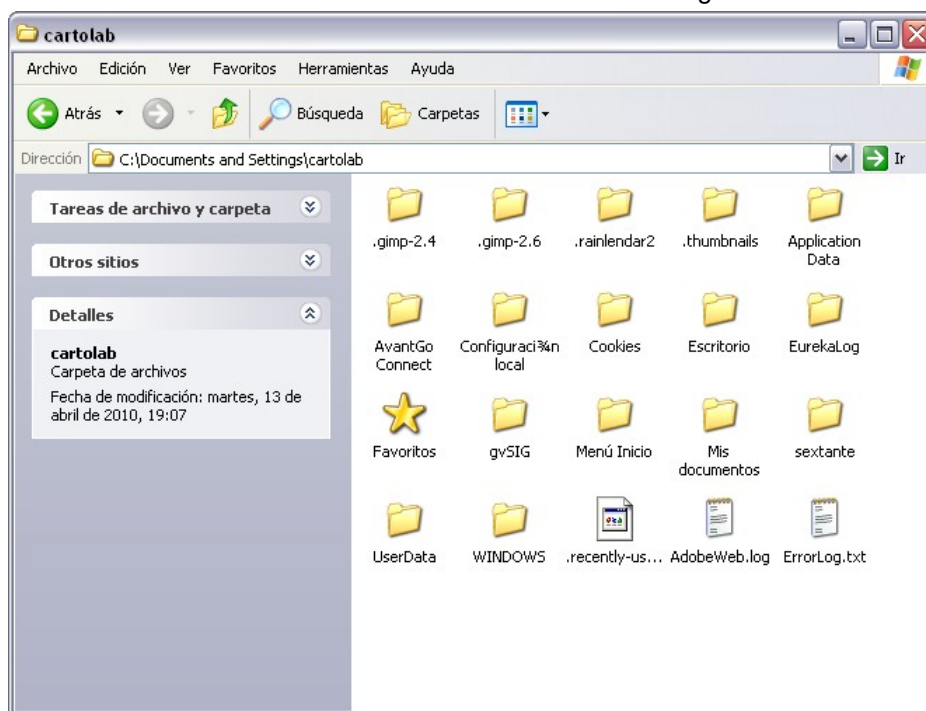 cartolab
Archivo Edición Ver Favoritos Herramientas Ayuda
Atrás Búsqueda Carpetas
Dirección C:\Documents and Settings\cartolab Ir
Tareas de archivo y carpeta
Otros sitios
Detalles
cartolab
Carpeta de archivos
Fecha de modificación: martes, 13 de
abril de 2010, 19:07
.gimp-2.4 .gimp-2.6 .rainlendar2 .thumbnails Application
Data
AvantGo Configuraci¾n Cookies Escritorio EurekaLog
Connect local
Favoritos gvSIG Menú Inicio Mis sextante
documentos
UserData WINDOWS .recently-us... AdobeWeb.log ErrorLog.txt